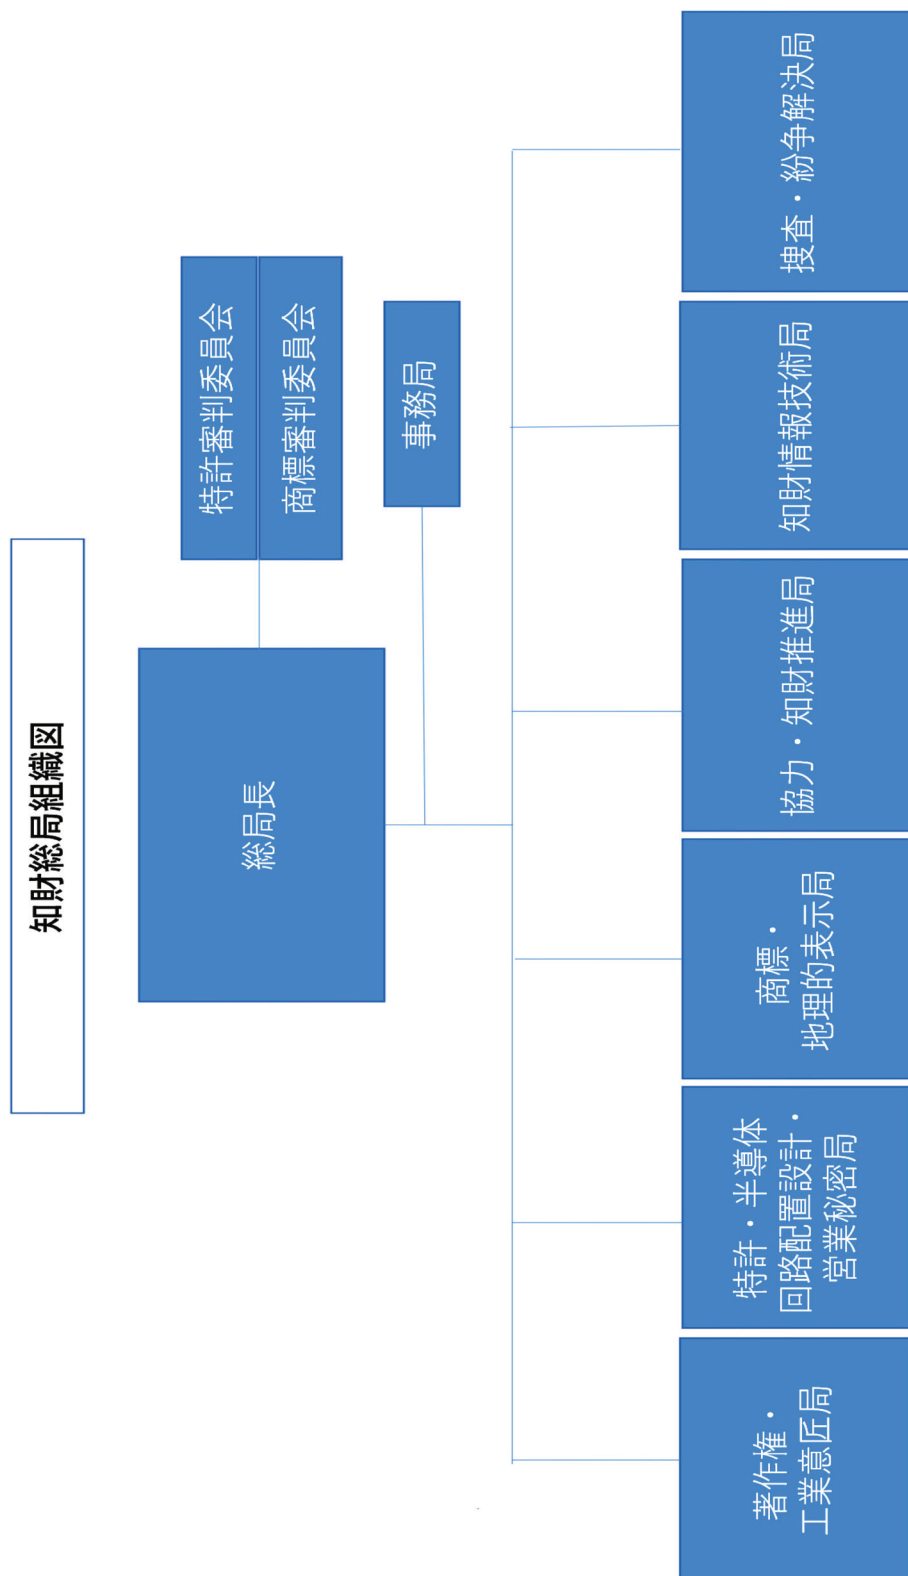 知財総局組織図
特許審判委員会
商標審判委員会
総局長
事務局
著作権・
工業意匠局
特許・半導体
回路配置設計・
営業秘密局
商標・
地理的表示局
協力・知財推進局
知財情報技術局
捜査・紛争解決局